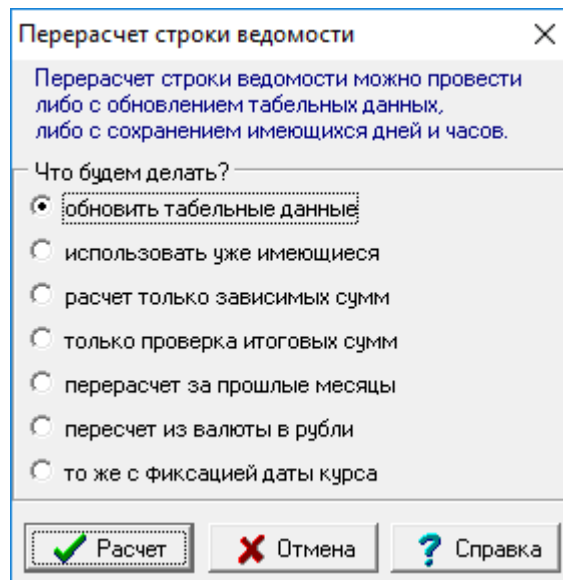 Перерасчет строки ведомости
Перерасчет строки ведомости можно провести
либо с обновлением табельных данных,
либо с сохранением имеющихся дней и часов.
Что будем делать?
обновить табельные данные
использовать уже имеющиеся
расчет только зависимых сумм
только проверка итоговых сумм
перерасчет за прошлые месяцы
пересчет из валюты в рубли
то же с фиксацией даты курса
Расчет
Отмена
Справка